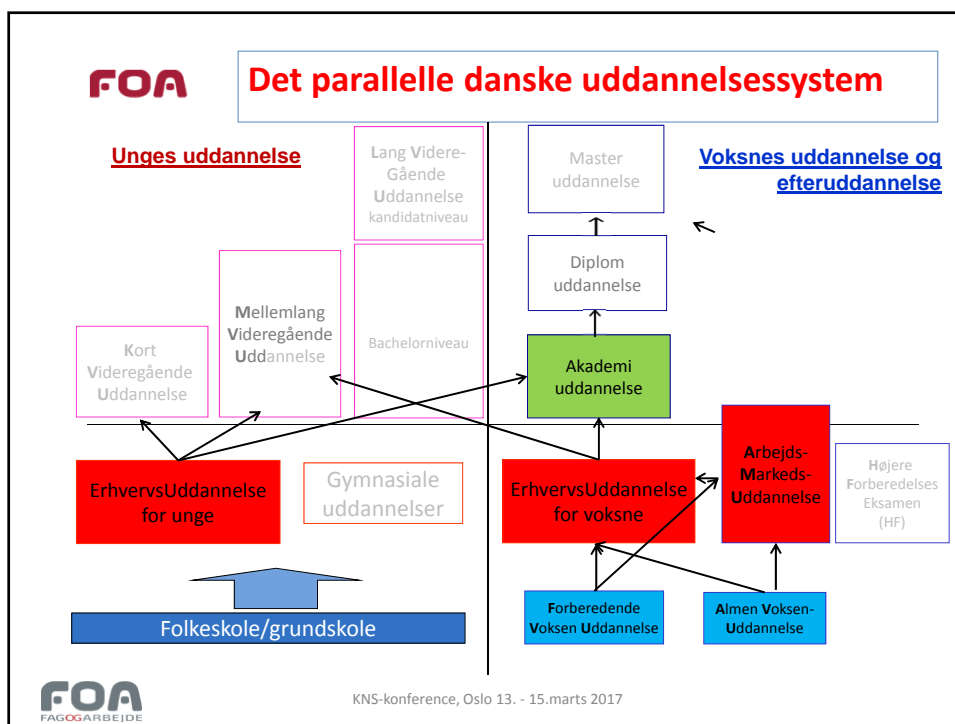 FOA
Det parallelle danske uddannelsessystem
Unges uddannelse
Lang Videre-
Gående
Uddannelse
kandidatniveau
Master
uddannelse
Voksnes uddannelse og
efteruddannelse
Diplom
uddannelse
Mellemlang
Videregående
Uddannelse
Bachelorniveau
Kort
Videregående
Uddannelse
Akademi
uddannelse
ErhvervsUddannelse
for unge
Gymnasiale
uddannelser
ErhvervsUddannelse
for voksne
Arbejds-
Markeds-
Uddannelse
Højere
Forberedelses
Eksamen
(HF)
Folkeskole/grundskole
Forberedende
Voksen Uddannelse
Almen Voksen-
Uddannelse
FOA
FAGOGARBEJDE
KNS-konference, Oslo 13. - 15.marts 2017